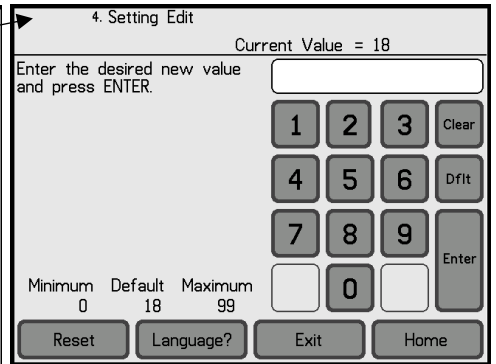 4. Setting Edit
Current Value = 18
Enter the desired new value
and press ENTER.
1 2 3 Clear
4 5 6 Dflt
7 8 9
Enter
0
Minimum Default Maximum
0 18 99
Reset Language? Exit Home